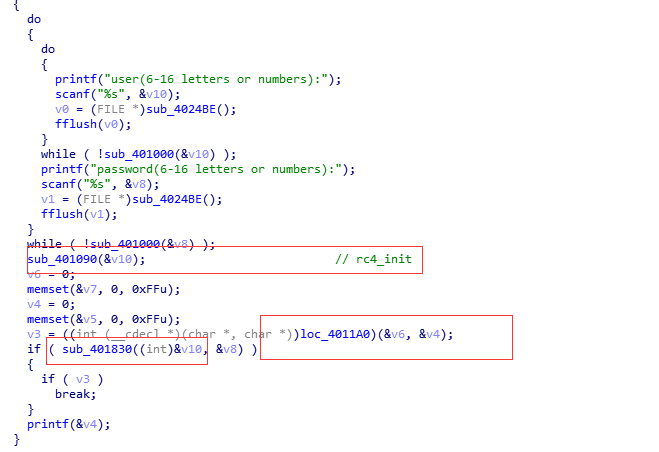 {
do
{
do
{
printf("user(6-16 letters or numbers):");
scanf("%s", &v10);
v0 = (FILE *)sub_4024BE();
fflush(v0);
}
while ( !sub_401000(&v10) );
printf("password(6-16 letters or numbers):");
scanf("%s", &v8);
v1 = (FILE *)sub_4024BE();
fflush(v1);
}
while ( !sub_401000(&v8) );
sub_401090(&v10); // rc4_init
v6 = 0;
memset(&v7, 0, 0xFFu);
v4 = 0;
memset(&v5, 0, 0xFFu);
v3 = ((int (__cdecl *)(char *, char *))loc_4011A0)(&v6, &v4);
if ( sub_401830((int)&v10, &v8) )
{
if ( v3 )
break;
}
printf(&v4);
}